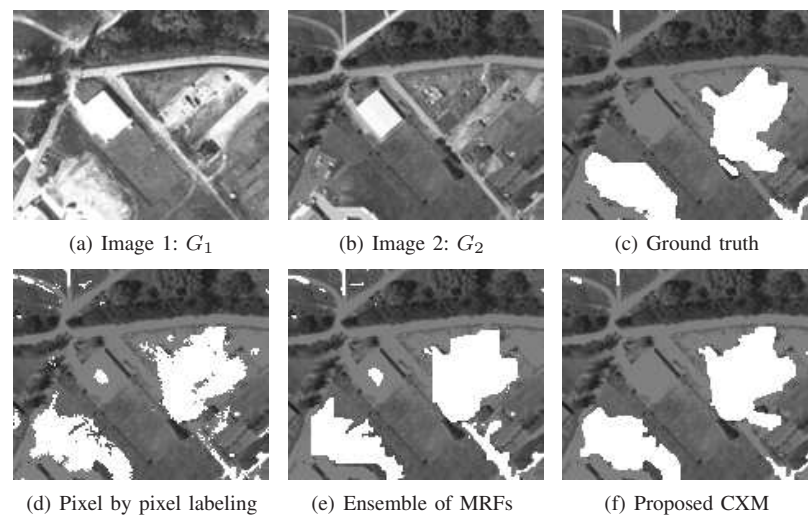 (a) Image 1: G₁
(b) Image 2: G₂
(c) Ground truth
(d) Pixel by pixel labeling
(e) Ensemble of MRFs
(f) Proposed CXM